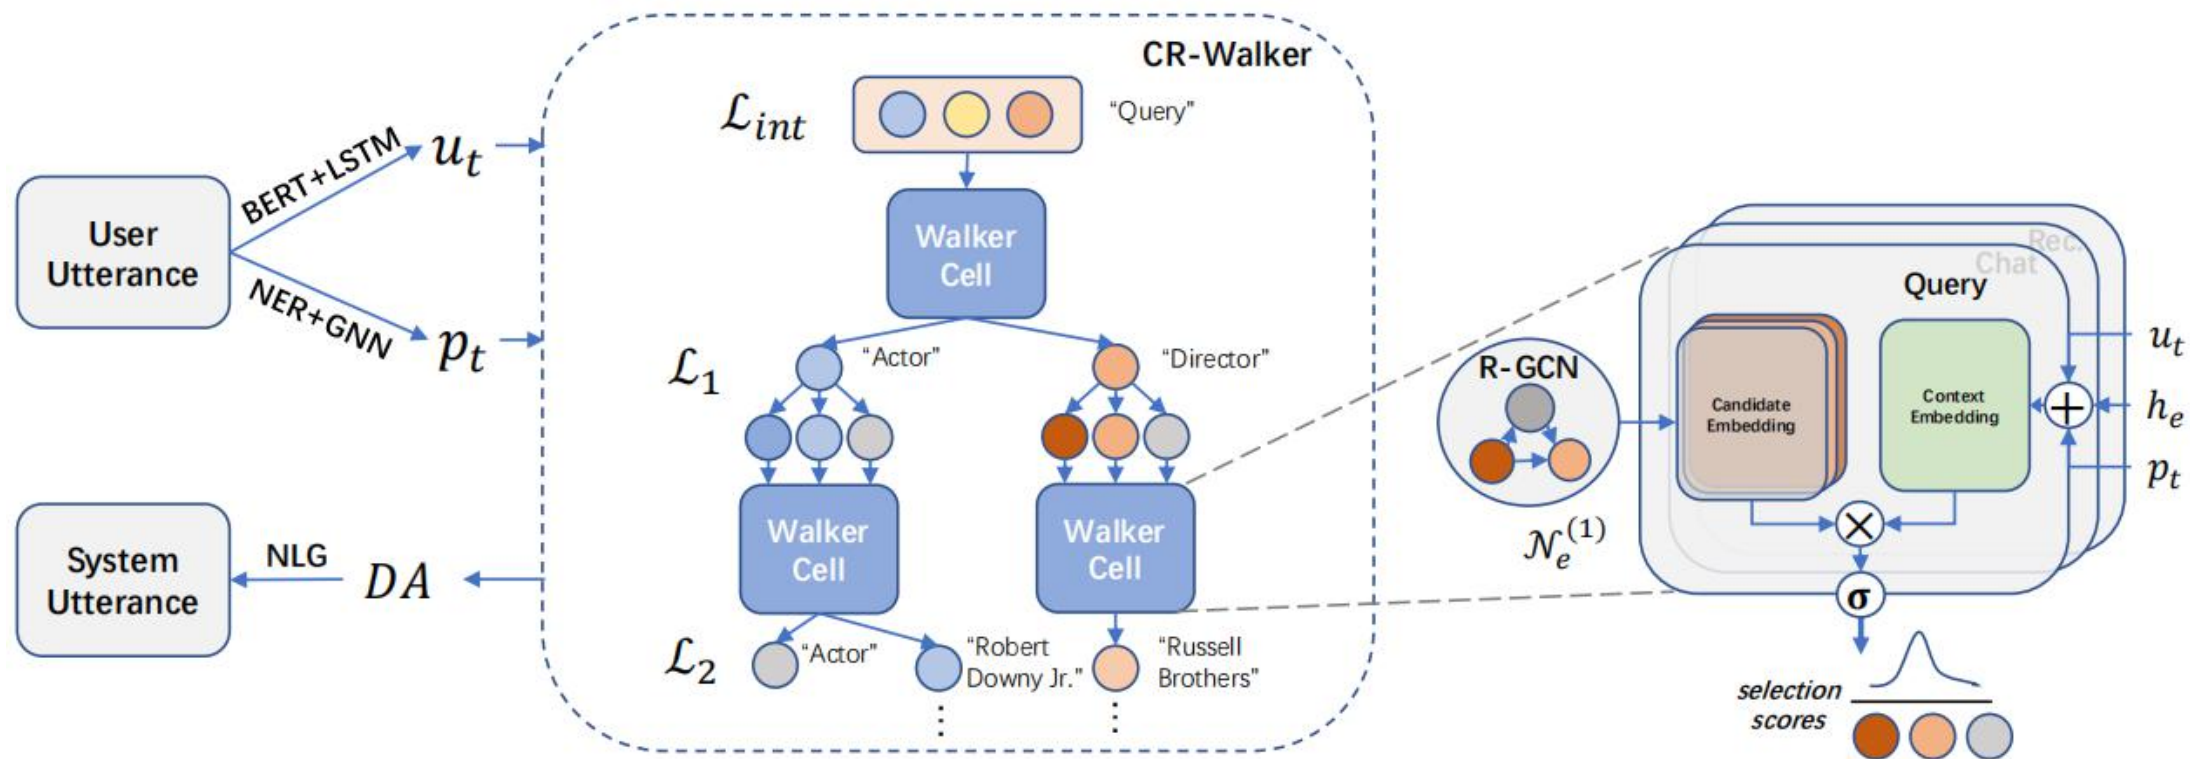 CR-Walker
ℒ_int
"Query"
BERT+LSTM
u_t
User
Utterance
NER+GNN
p_t
Walker
Cell
ℒ_1
"Actor"
"Director"
Walker
Cell
Walker
Cell
System
Utterance
NLG
DA
ℒ_2
"Actor"
"Robert
Downy Jr."
"Russell
Brothers"
Rec.
Chat
Query
R-GCN
𝒩_e^(1)
Candidate
Embedding
Context
Embedding
u_t
h_e
p_t
+
×
σ
selection
scores